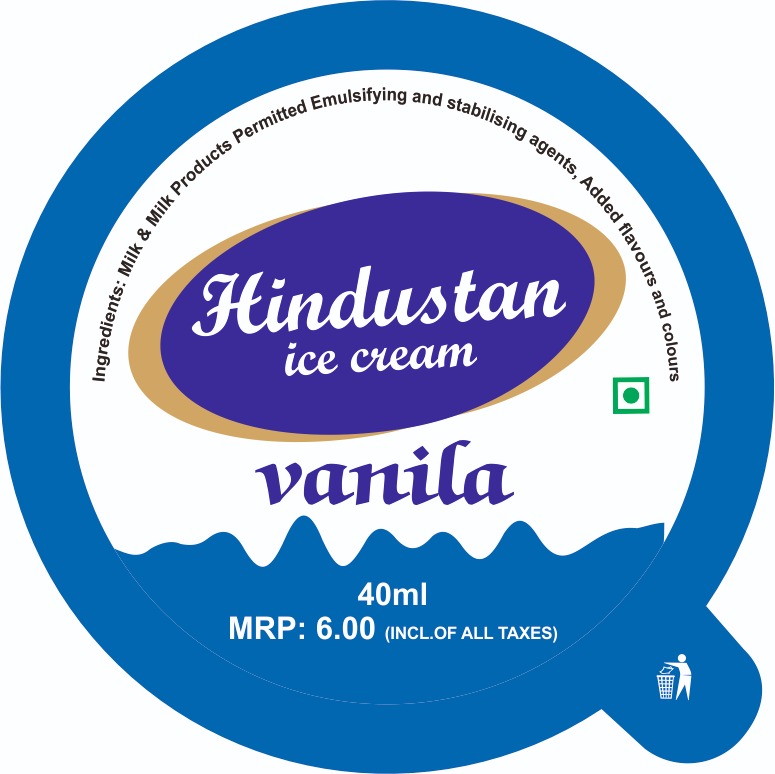 Ingredients: Milk & Milk Products Permitted Emulsifying and stabilising agents, Added flavours and colours
Hindustan
ice cream
vanila
40ml
MRP: 6.00 (INCL.OF ALL TAXES)